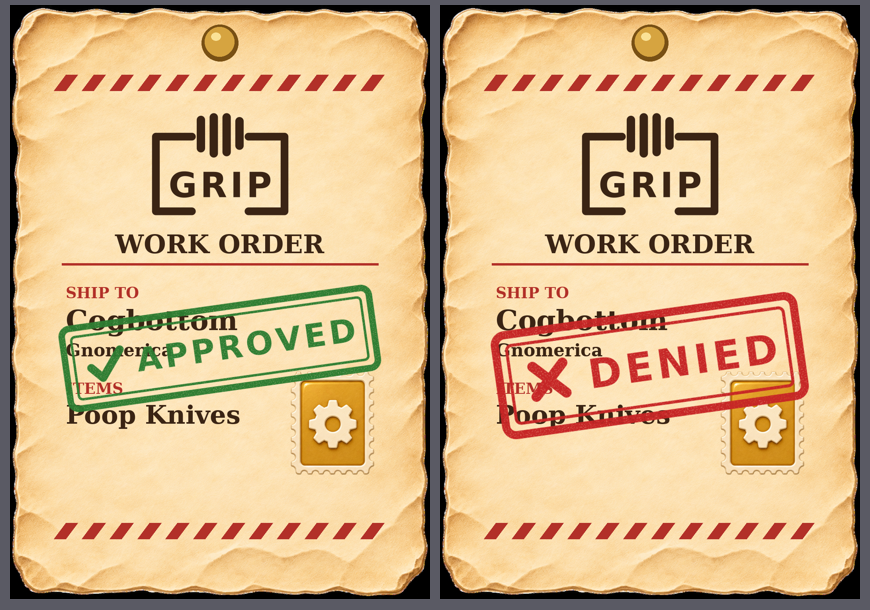 GRIP
WORK ORDER
SHIP TO
Cogbottom
Gnomerica
APPROVED
ITEMS
Poop Knives
GRIP
WORK ORDER
SHIP TO
Cogbottom
Gnomerica
DENIED
ITEMS
Poop Knives